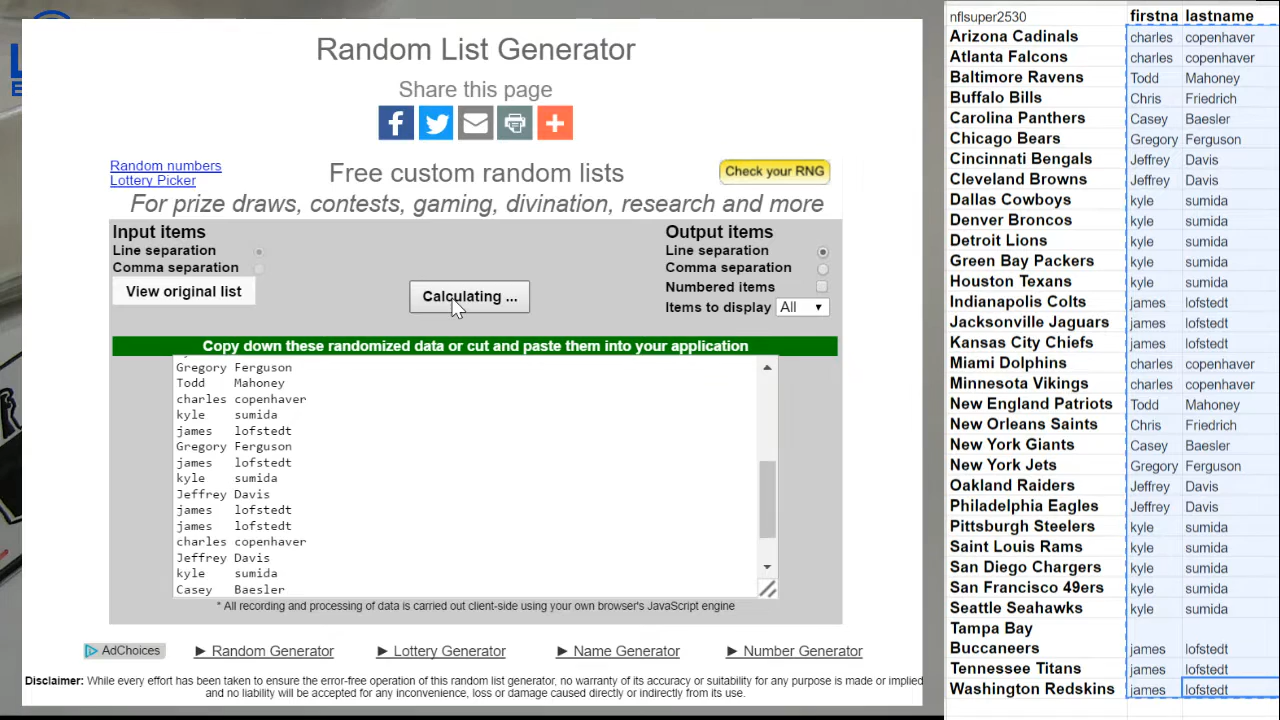 Random List Generator
Share this page
Random numbers
Lottery Picker
Free custom random lists
Check your RNG
For prize draws, contests, gaming, divination, research and more
Input items
Line separation
Comma separation
View original list
Calculating ...
Output items
Line separation
Comma separation
Numbered items
Items to display All
Copy down these randomized data or cut and paste them into your application
Gregory Ferguson
Todd Mahoney
charles copenhaver
kyle sumida
james lofstedt
Gregory Ferguson
james lofstedt
kyle sumida
Jeffrey Davis
james lofstedt
james lofstedt
charles copenhaver
Jeffrey Davis
kyle sumida
Casey Baesler
* All recording and processing of data is carried out client-side using your own browser's JavaScript engine
AdChoices
► Random Generator
► Lottery Generator
► Name Generator
► Number Generator
Disclaimer: While every effort has been taken to ensure the error-free operation of this random list generator, no warranty of its accuracy or suitability for any purpose is made or implied
and no liability will be accepted for any inconvenience, loss or damage caused directly or indirectly from its use.
nflsuper2530 firstna lastname
Arizona Cadinals charles copenhaver
Atlanta Falcons charles copenhaver
Baltimore Ravens Todd Mahoney
Buffalo Bills Chris Friedrich
Carolina Panthers Casey Baesler
Chicago Bears Gregory Ferguson
Cincinnati Bengals Jeffrey Davis
Cleveland Browns Jeffrey Davis
Dallas Cowboys kyle sumida
Denver Broncos kyle sumida
Detroit Lions kyle sumida
Green Bay Packers kyle sumida
Houston Texans kyle sumida
Indianapolis Colts james lofstedt
Jacksonville Jaguars james lofstedt
Kansas City Chiefs james lofstedt
Miami Dolphins charles copenhaver
Minnesota Vikings charles copenhaver
New England Patriots Todd Mahoney
New Orleans Saints Chris Friedrich
New York Giants Casey Baesler
New York Jets Gregory Ferguson
Oakland Raiders Jeffrey Davis
Philadelphia Eagles Jeffrey Davis
Pittsburgh Steelers kyle sumida
Saint Louis Rams kyle sumida
San Diego Chargers kyle sumida
San Francisco 49ers kyle sumida
Seattle Seahawks kyle sumida
Tampa Bay
Buccaneers james lofstedt
Tennessee Titans james lofstedt
Washington Redskins james lofstedt